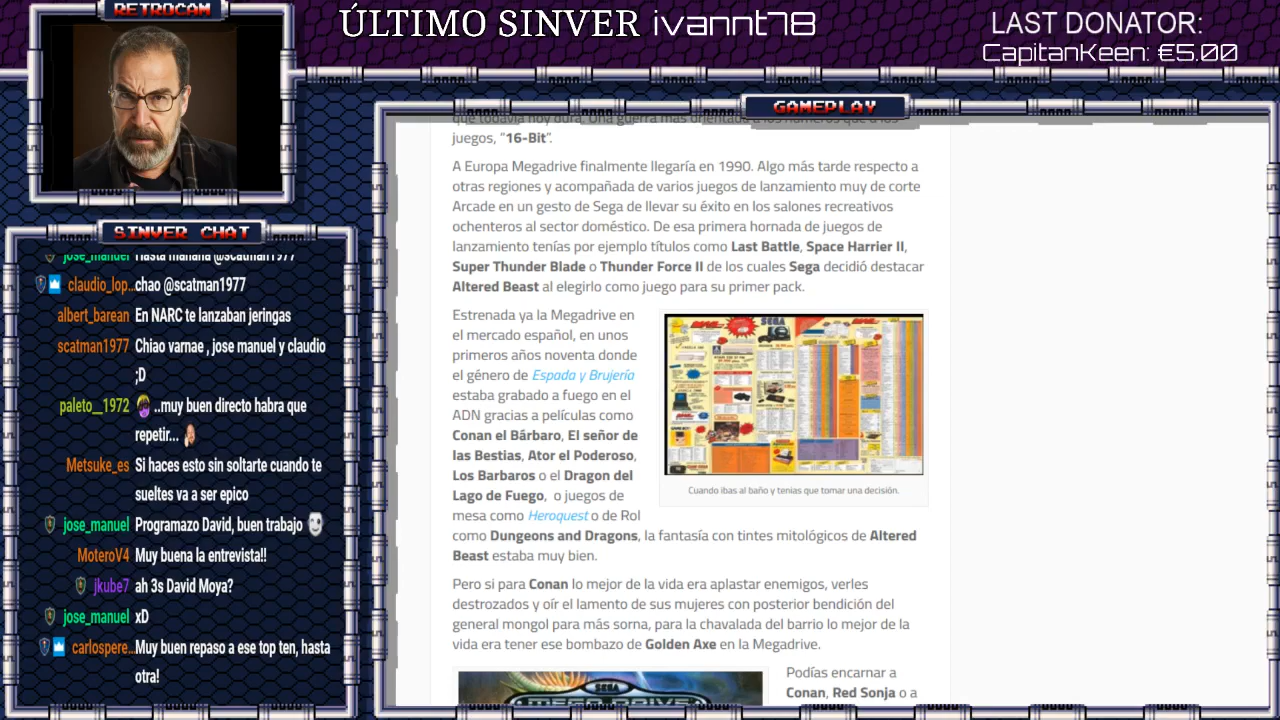 RETROCAM
ÚLTIMO SINVER ivannt78
LAST DONATOR:
CapitanKeen: €5.00
SINVER CHAT
jose_manuel Hasta mañana @scatman1977
claudio_lop... chao @scatman1977
albert_barean En NARC te lanzaban jeringas
scatman1977 Chiao varnae , jose manuel y claudio
;D
paleto__1972 ..muy buen directo habra que
repetir...
Metsuke_es Si haces esto sin soltarte cuando te
sueltes va a ser epico
jose_manuel Programazo David, buen trabajo
MoteroV4 Muy buena la entrevista!!
jkube7 ah 3s David Moya?
jose_manuel xD
carlospere... Muy buen repaso a ese top ten, hasta
otra!
GAMEPLAY
juegos, “16-Bit”.
A Europa Megadrive finalmente llegaría en 1990. Algo más tarde respecto a
otras regiones y acompañada de varios juegos de lanzamiento muy de corte
Arcade en un gesto de Sega de llevar su éxito en los salones recreativos
ochenteros al sector doméstico. De esa primera hornada de juegos de
lanzamiento tenías por ejemplo títulos como Last Battle, Space Harrier II,
Super Thunder Blade o Thunder Force II de los cuales Sega decidió destacar
Altered Beast al elegirlo como juego para su primer pack.
Estrenada ya la Megadrive en
el mercado español, en unos
primeros años noventa donde
el género de Espada y Brujería
estaba grabado a fuego en el
ADN gracias a películas como
Conan el Bárbaro, El señor de
las Bestias, Ator el Poderoso,
Los Barbaros o el Dragon del
Lago de Fuego, o juegos de
mesa como Heroquest o de Rol
como Dungeons and Dragons, la fantasía con tintes mitológicos de Altered
Beast estaba muy bien.
SEGA
Cuando ibas al baño y tenias que tomar una decisión.
Pero si para Conan lo mejor de la vida era aplastar enemigos, verles
destrozados y oír el lamento de sus mujeres con posterior bendición del
general mongol para más sorna, para la chavalada del barrio lo mejor de la
vida era tener ese bombazo de Golden Axe en la Megadrive.
SEGA
MEGA DRIVE
Podías encarnar a
Conan, Red Sonja o a